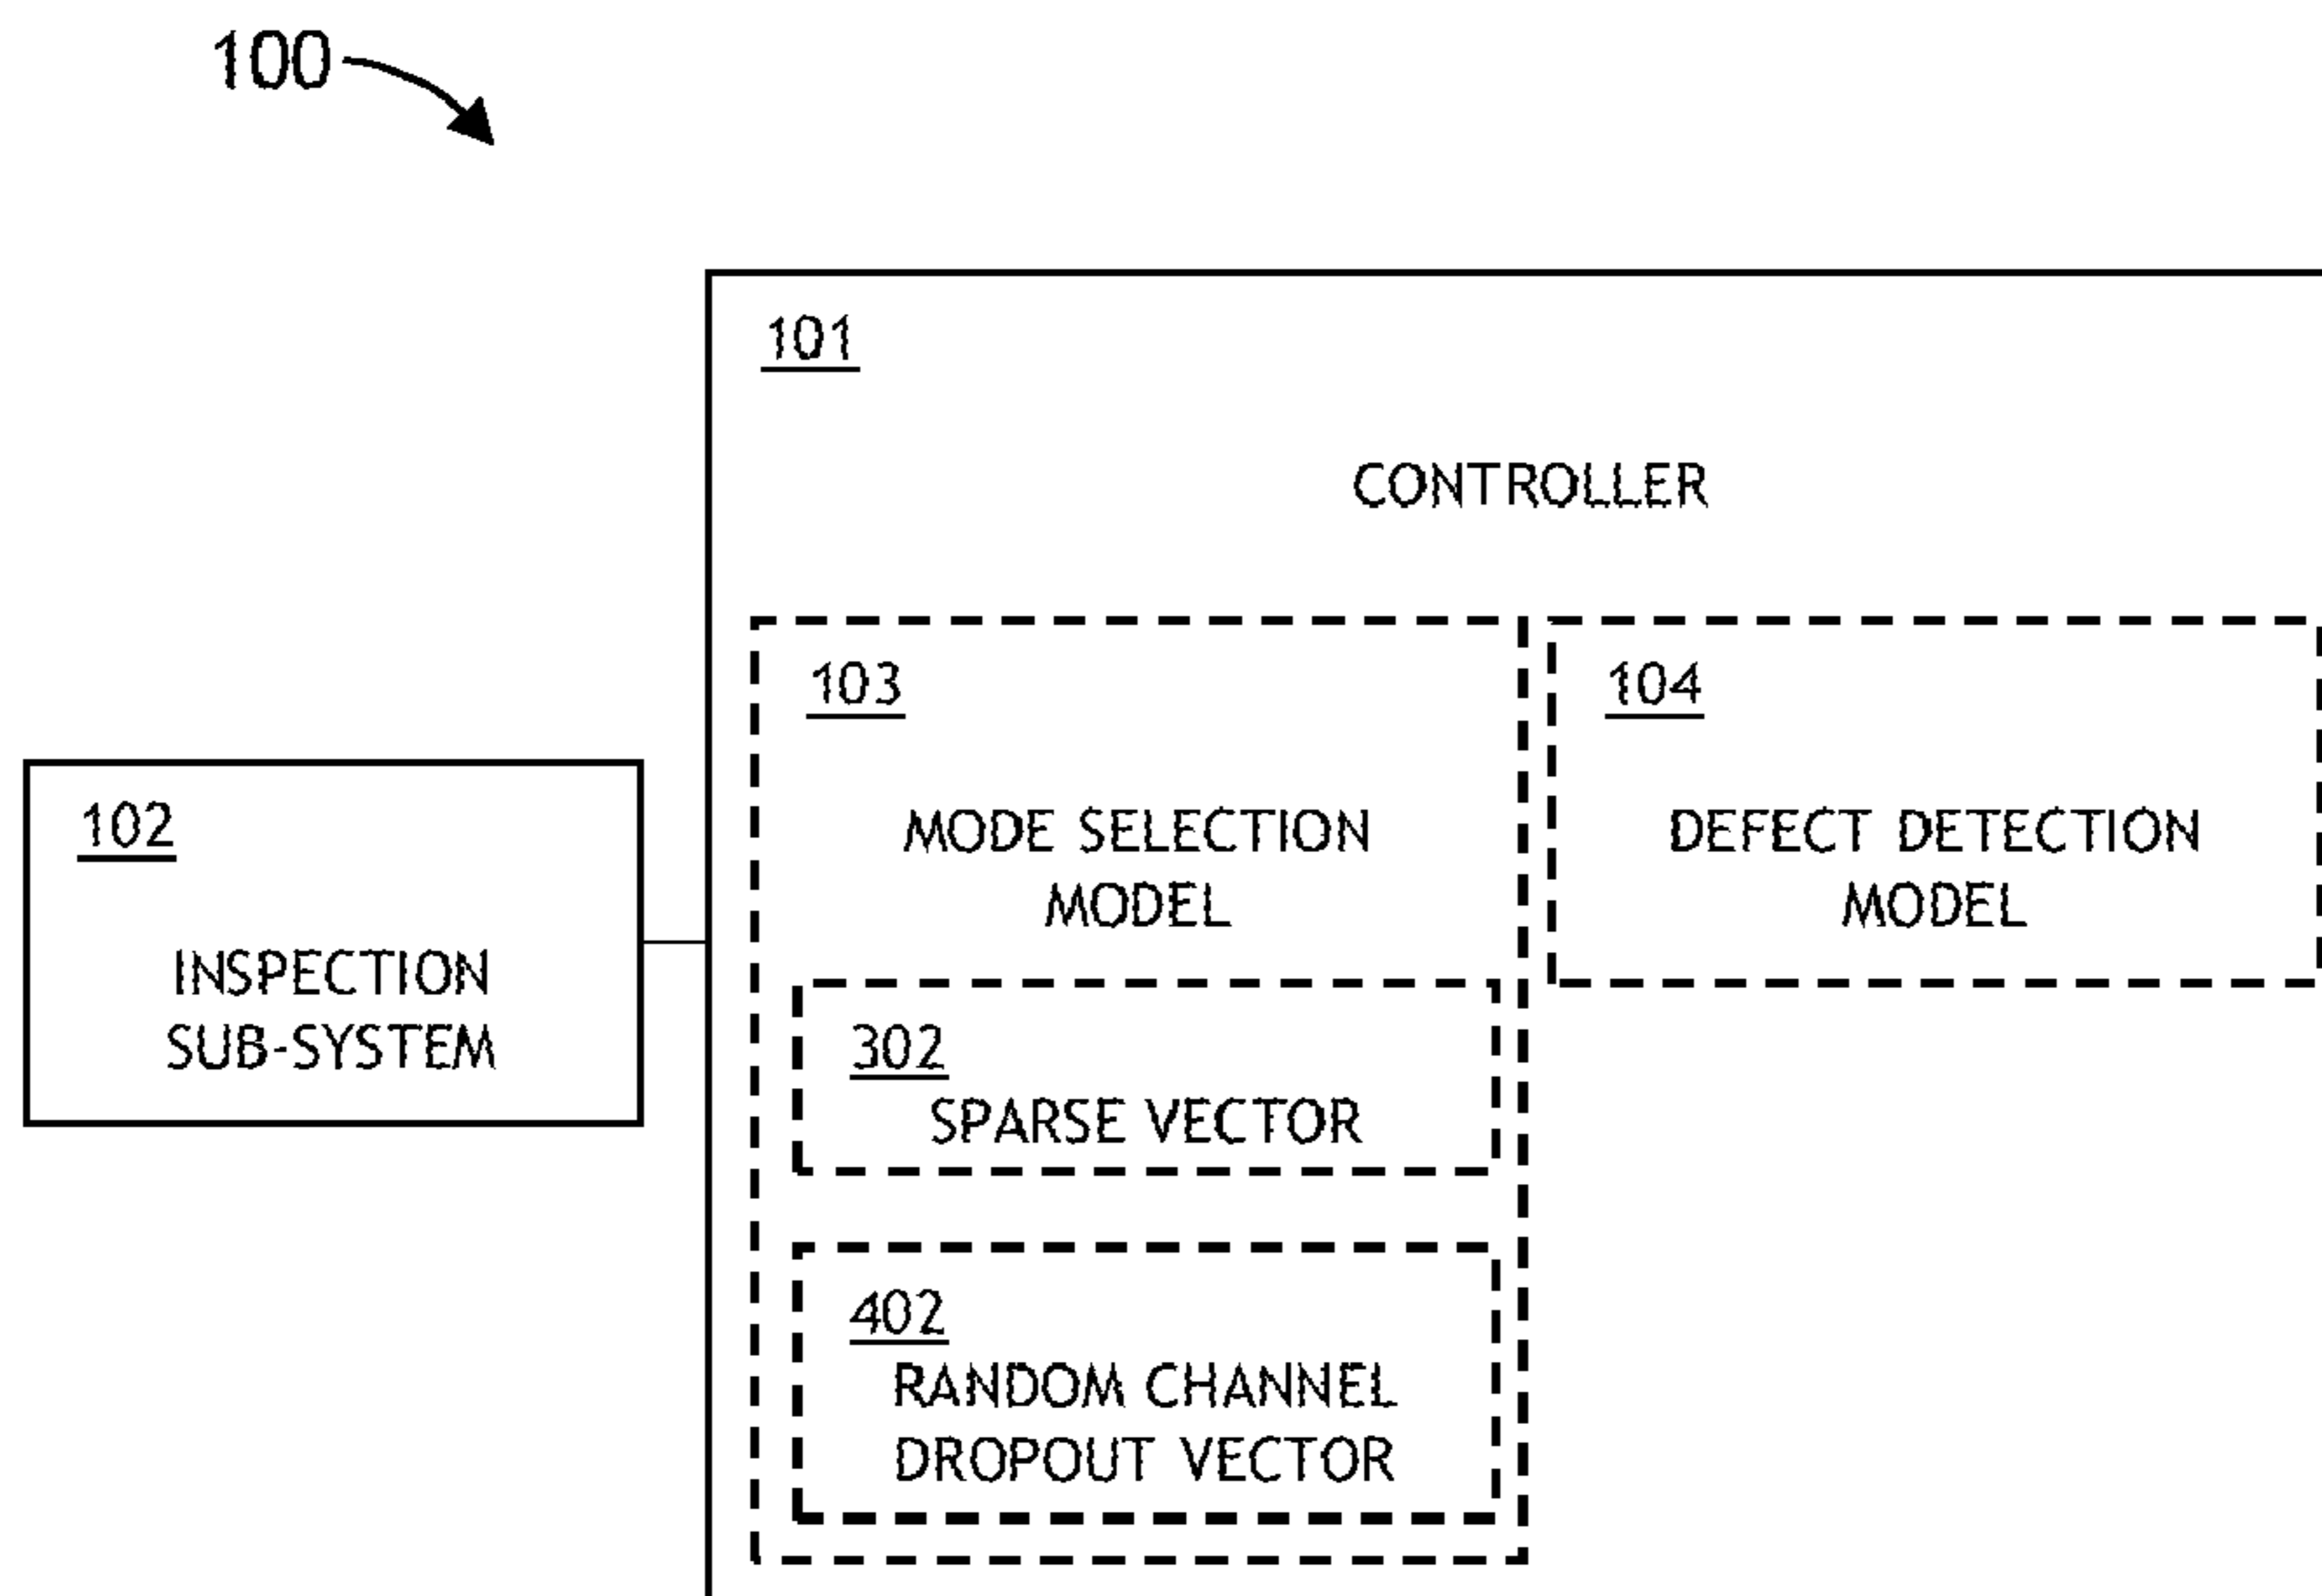 100
101
CONTROLLER
103
MODE SELECTION
MODEL
104
DEFECT DETECTION
MODEL
102
INSPECTION
SUB-SYSTEM
302
SPARSE VECTOR
402
RANDOM CHANNEL
DROPOUT VECTOR